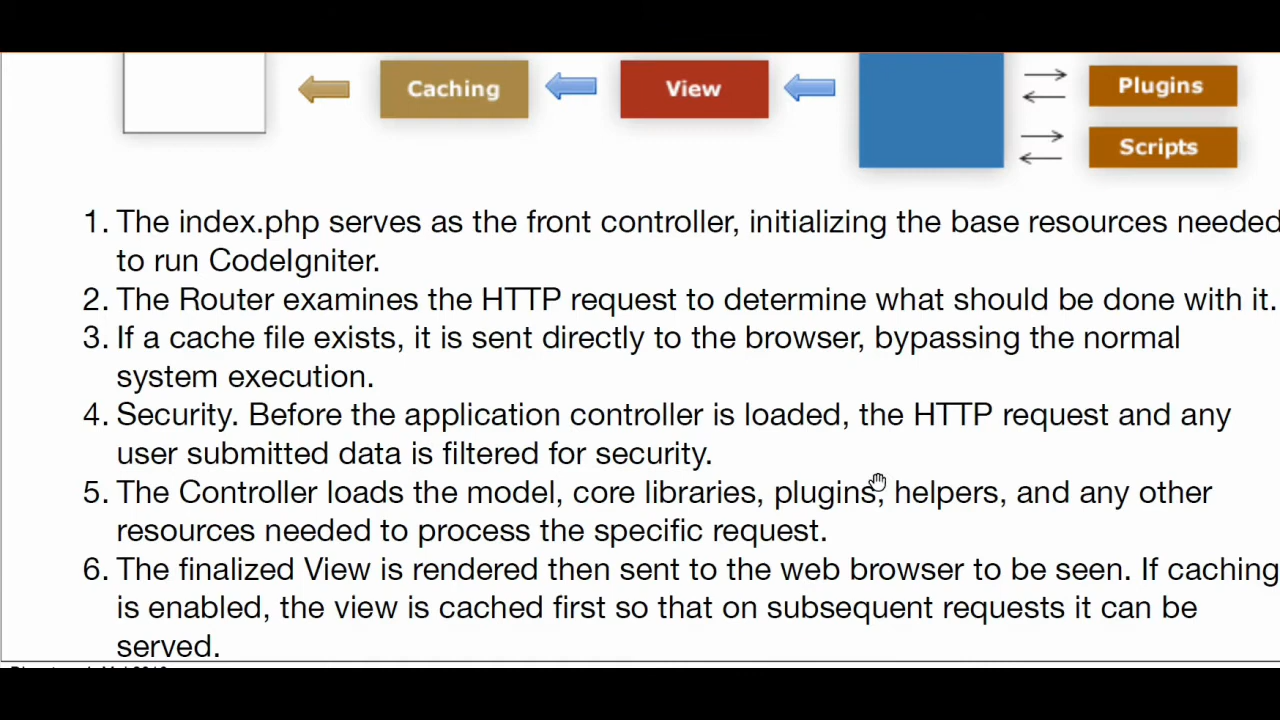 Caching
View
Plugins
Scripts
1. The index.php serves as the front controller, initializing the base resources needed
to run CodeIgniter.
2. The Router examines the HTTP request to determine what should be done with it.
3. If a cache file exists, it is sent directly to the browser, bypassing the normal
system execution.
4. Security. Before the application controller is loaded, the HTTP request and any
user submitted data is filtered for security.
5. The Controller loads the model, core libraries, plugins, helpers, and any other
resources needed to process the specific request.
6. The finalized View is rendered then sent to the web browser to be seen. If caching
is enabled, the view is cached first so that on subsequent requests it can be
served.